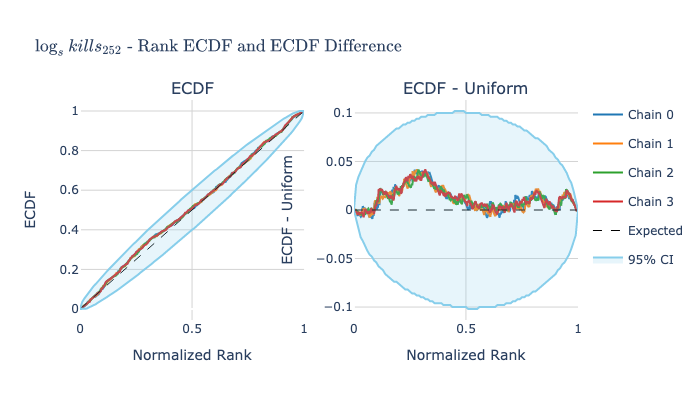 log_s kills_252 - Rank ECDF and ECDF Difference
ECDF
ECDF - Uniform
1
0.8
0.6
0.4
0.2
0
ECDF
0
0.5
1
Normalized Rank
0.1
0.05
0
−0.05
−0.1
ECDF - Uniform
0
0.5
1
Normalized Rank
Chain 0
Chain 1
Chain 2
Chain 3
Expected
95% CI